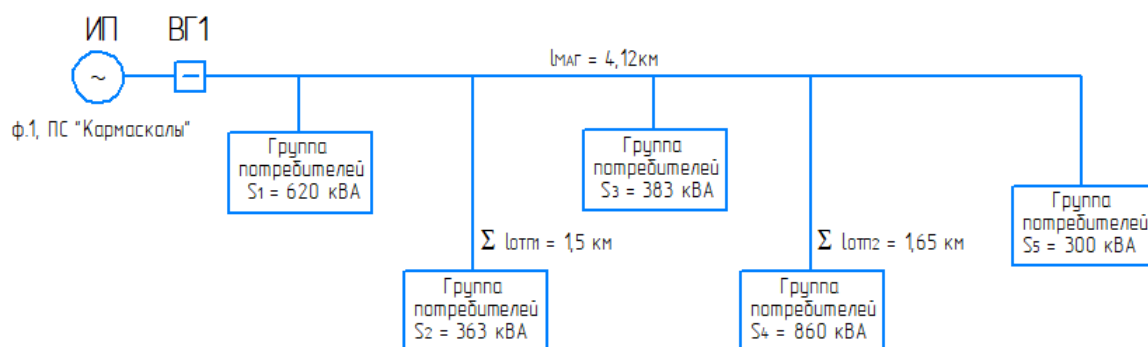 ИП
ВГ1
lМАГ = 4,12км
ф.1, ПС "Кармаскалы"
Группа
потребителей
S1 = 620 кВА
Группа
потребителей
S3 = 383 кВА
Группа
потребителей
S5 = 300 кВА
Σ lотп1 = 1,5 км
Σ lотп2 = 1,65 км
Группа
потребителей
S2 = 363 кВА
Группа
потребителей
S4 = 860 кВА